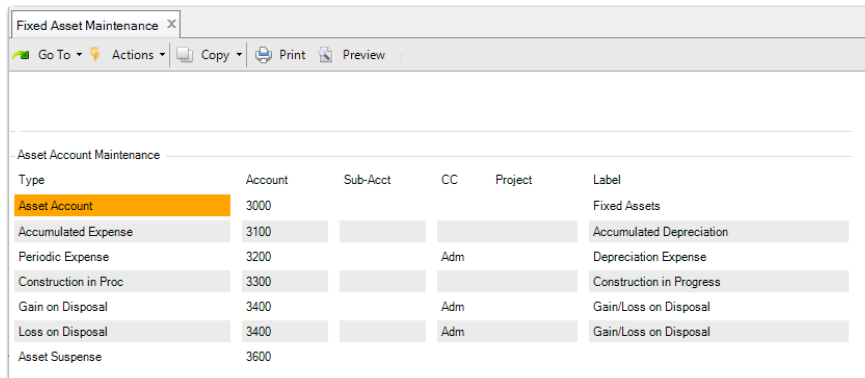 Fixed Asset Maintenance X
Go To Actions Copy Print Preview
Asset Account Maintenance
Type Account Sub-Acct CC Project Label
Asset Account 3000 Fixed Assets
Accumulated Expense 3100 Accumulated Depreciation
Periodic Expense 3200 Adm Depreciation Expense
Construction in Proc 3300 Construction in Progress
Gain on Disposal 3400 Adm Gain/Loss on Disposal
Loss on Disposal 3400 Adm Gain/Loss on Disposal
Asset Suspense 3600